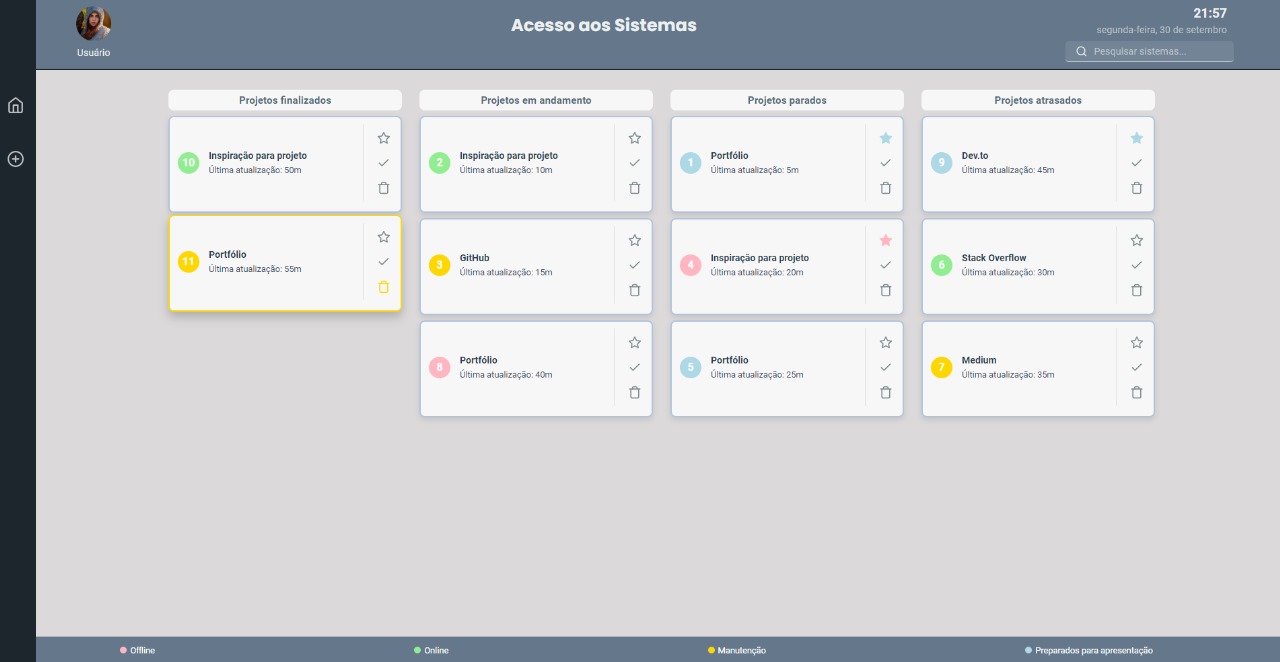 Acesso aos Sistemas
21:57
segunda-feira, 30 de setembro
Usuário
Pesquisar sistemas...
Projetos finalizados
10
Inspiração para projeto
Última atualização: 50m
11
Portfólio
Última atualização: 55m
Projetos em andamento
2
Inspiração para projeto
Última atualização: 10m
3
GitHub
Última atualização: 15m
8
Portfólio
Última atualização: 40m
Projetos parados
1
Portfólio
Última atualização: 5m
4
Inspiração para projeto
Última atualização: 20m
5
Portfólio
Última atualização: 25m
Projetos atrasados
9
Dev.to
Última atualização: 45m
6
Stack Overflow
Última atualização: 30m
7
Medium
Última atualização: 35m
Offline
Online
Manutenção
Preparados para apresentação